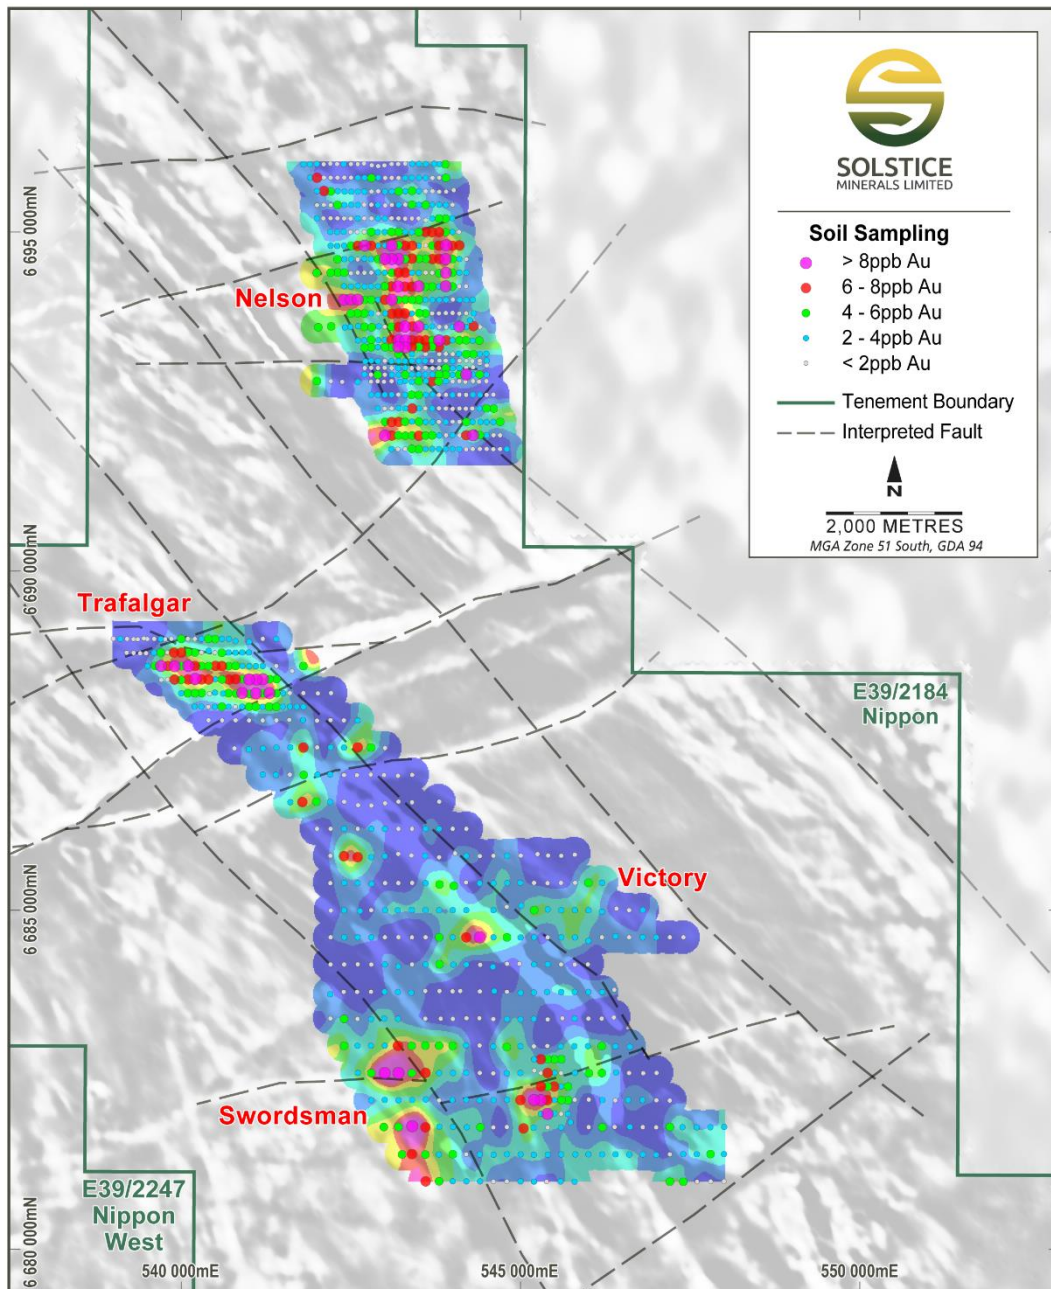 SOLSTICE
MINERALS LIMITED
Soil Sampling
> 8ppb Au
6 - 8ppb Au
4 - 6ppb Au
2 - 4ppb Au
< 2ppb Au
Tenement Boundary
Interpreted Fault
N
2,000 METRES
MGA Zone 51 South, GDA 94
6 695 000mN
Nelson
6 690 000mN
Trafalgar
E39/2184
Nippon
Victory
6 685 000mN
Swordsman
E39/2247
Nippon
West
6 680 000mN
540 000mE
545 000mE
550 000mE